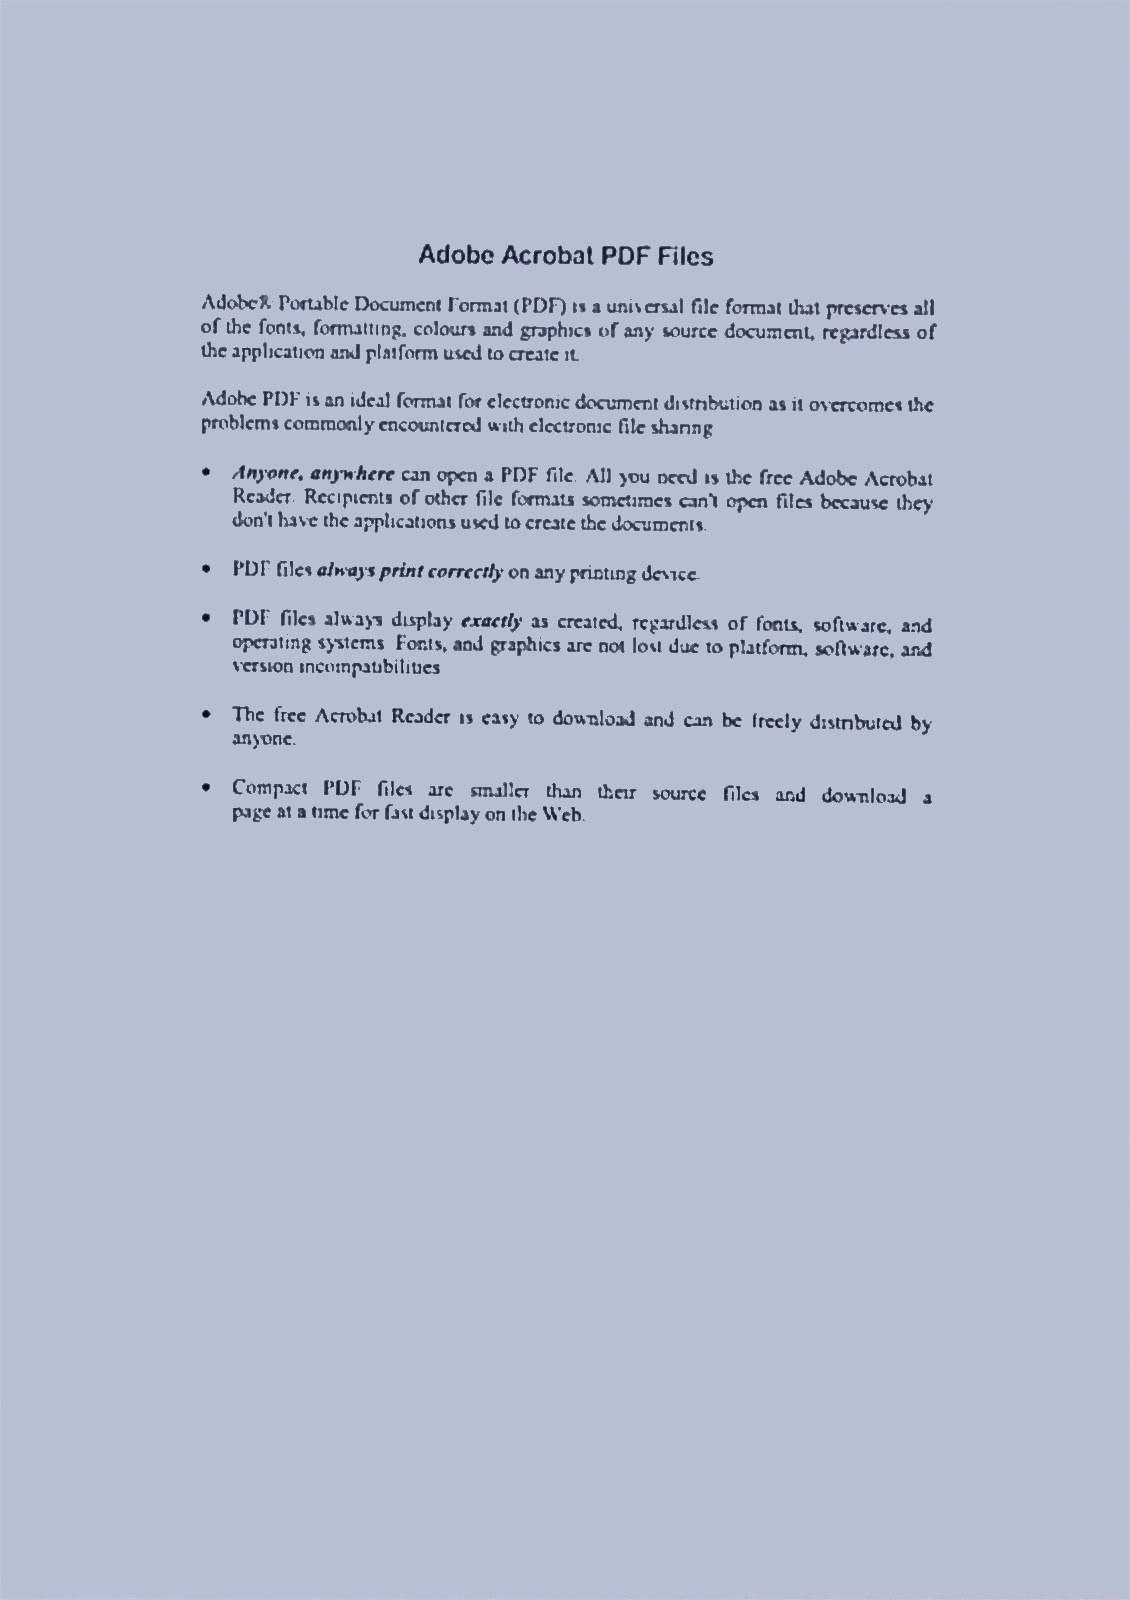 Adobe Acrobat PDF Files
Adobe® Portable Document Format (PDF) is a universal file format that preserves all
of the fonts, formatting, colours and graphics of any source document, regardless of
the application and platform used to create it.
Adobe PDF is an ideal format for electronic document distribution as it overcomes the
problems commonly encountered with electronic file sharing
• Anyone, anywhere can open a PDF file. All you need is the free Adobe Acrobat
Reader. Recipients of other file formats sometimes can't open files because they
don't have the applications used to create the documents.
• PDF files always print correctly on any printing device.
• PDF files always display exactly as created, regardless of fonts, software, and
operating systems. Fonts, and graphics are not lost due to platform, software, and
version incompatibilities
• The free Acrobat Reader is easy to download and can be freely distributed by
anyone.
• Compact PDF files are smaller than their source files and download a
page at a time for fast display on the Web.